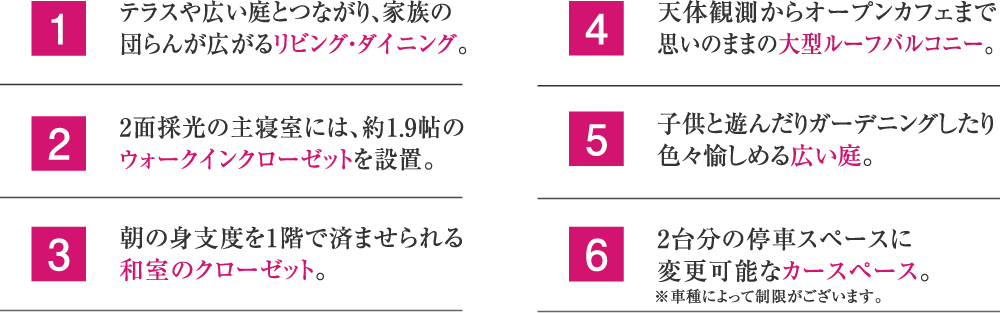 1
テラスや広い庭とつながり、家族の
団らんが広がるリビング・ダイニング。
2
2面採光の主寝室には、約1.9帖の
ウォークインクローゼットを設置。
3
朝の身支度を1階で済ませられる
和室のクローゼット。
4
天体観測からオープンカフェまで
思いのままの大型ルーフバルコニー。
5
子供と遊んだりガーデニングしたり
色々愉しめる広い庭。
6
2台分の停車スペースに
変更可能なカースペース。
※車種によって制限がございます。